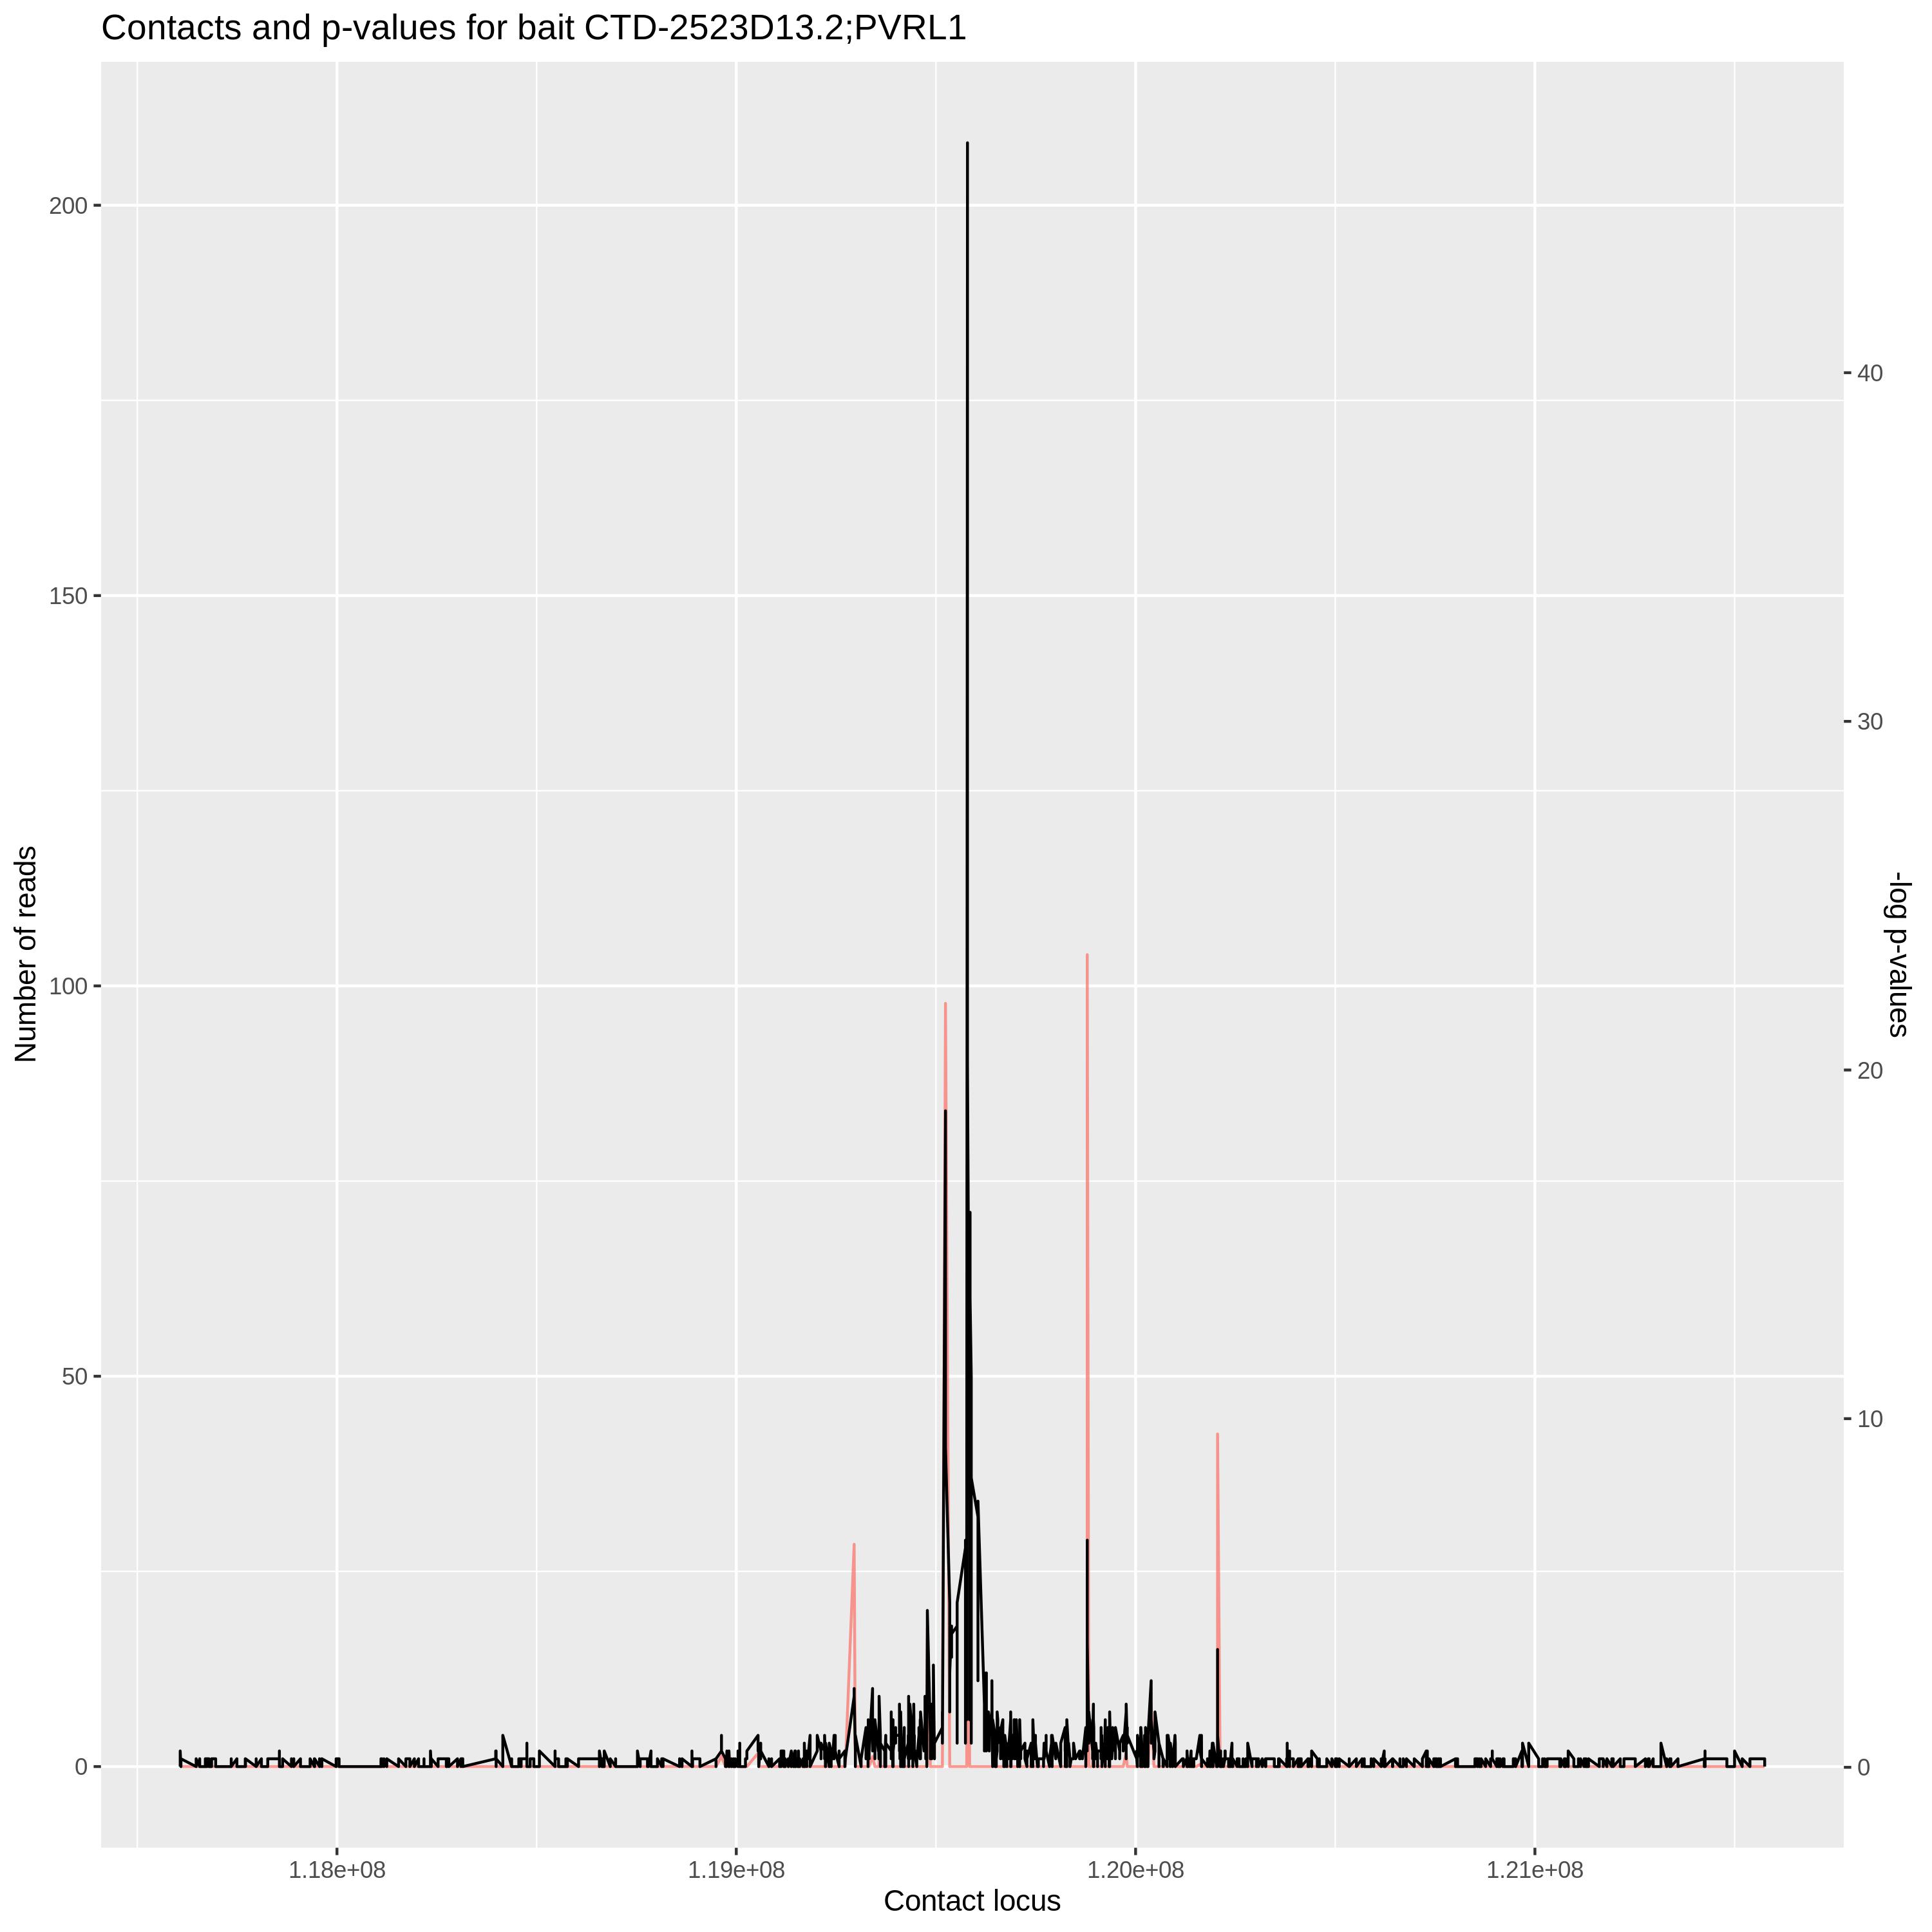 Contacts and p-values for bait CTD-2523D13.2;PVRL1
Number of reads
200
150
100
50
0
40
30
20
10
0
-log p-values
1.18e+08
1.19e+08
1.20e+08
1.21e+08
Contact locus